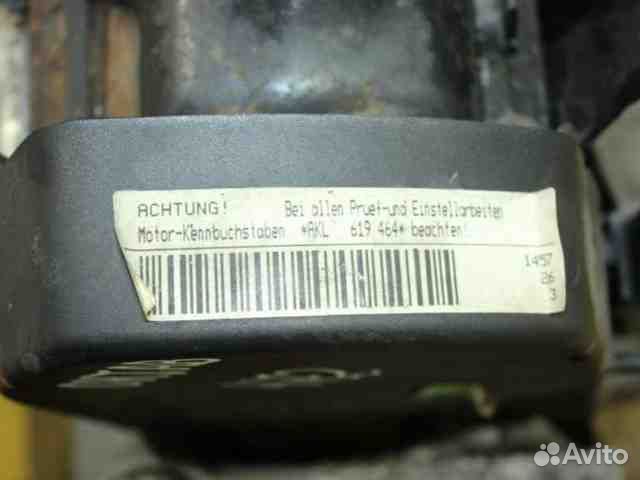 ACHTUNG! Bei allen Pruef-und Einstellarbeiten
Motor-Kennbuchstaben *AKL 619 464* beachten!
1457
26
3
Avito